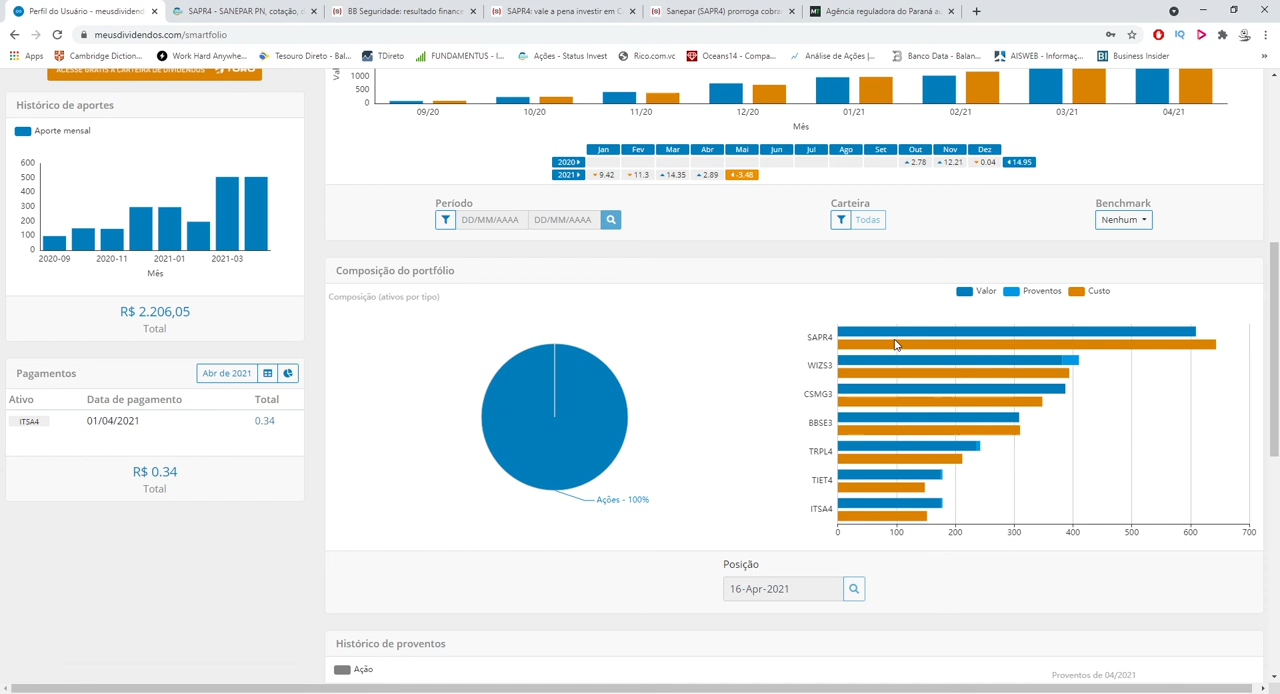 Perfil do Usuário - meusdividendo
SAPR4 - SANEPAR PN, cotação, d
BB Seguridade: resultado finance
SAPR4: vale a pena investir em C
Sanepar (SAPR4) prorroga cobra
Agência reguladora do Paraná au
meusdividendos.com/smartfolio
Apps
Cambridge Diction...
Work Hard Anywhe...
Tesouro Direto - Bal...
TDireto
FUNDAMENTUS - I...
Ações - Status Invest
Rico.com.vc
Oceans14 - Compa...
Análise de Ações |...
Banco Data - Balan...
AISWEB - Informaç...
Business Insider
ACESSE GRÁTIS A CARTEIRA DE DIVIDENDOS TORO
Histórico de aportes
Aporte mensal
600
500
400
300
200
100
0
2020-09 2020-11 2021-01 2021-03
Mês
R$ 2.206,05
Total
Pagamentos
Abr de 2021
Ativo Data de pagamento Total
ITSA4 01/04/2021 0.34
R$ 0.34
Total
1000
500
0
09/20 10/20 11/20 12/20 01/21 02/21 03/21 04/21
Mês
Jan Fev Mar Abr Mai Jun Jul Ago Set Out Nov Dez
2020 2.78 12.21 0.04 14.95
2021 9.42 11.3 14.35 2.89 -3.48
Período
DD/MM/AAAA DD/MM/AAAA
Carteira
Todas
Benchmark
Nenhum
Composição do portfólio
Composição (ativos por tipo)
Ações - 100%
Valor Proventos Custo
SAPR4
WIZS3
CSMG3
BBSE3
TRPL4
TIET4
ITSA4
0 100 200 300 400 500 600 700
Posição
16-Apr-2021
Histórico de proventos
Ação
Proventos de 04/2021